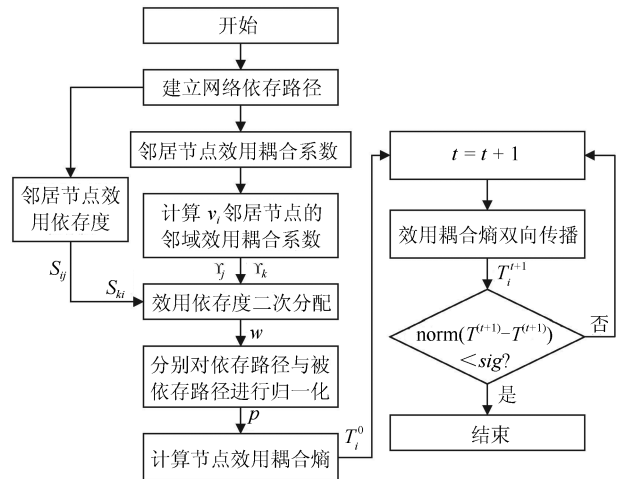 开始
建立网络依存路径
邻居节点效用耦合系数
邻居节点效
用依存度
计算 v_i 邻居节点的
邻域效用耦合系数
S_ij
S_ki
ϒ_j ϒ_k
效用依存度二次分配
w
分别对依存路径与被
依存路径进行归一化
p
计算节点效用耦合熵
T_i^0
t = t + 1
效用耦合熵双向传播
T_i^{t+1}
norm(T^{(t+1)}−T^{(t+1)})
<sig?
否
是
结束